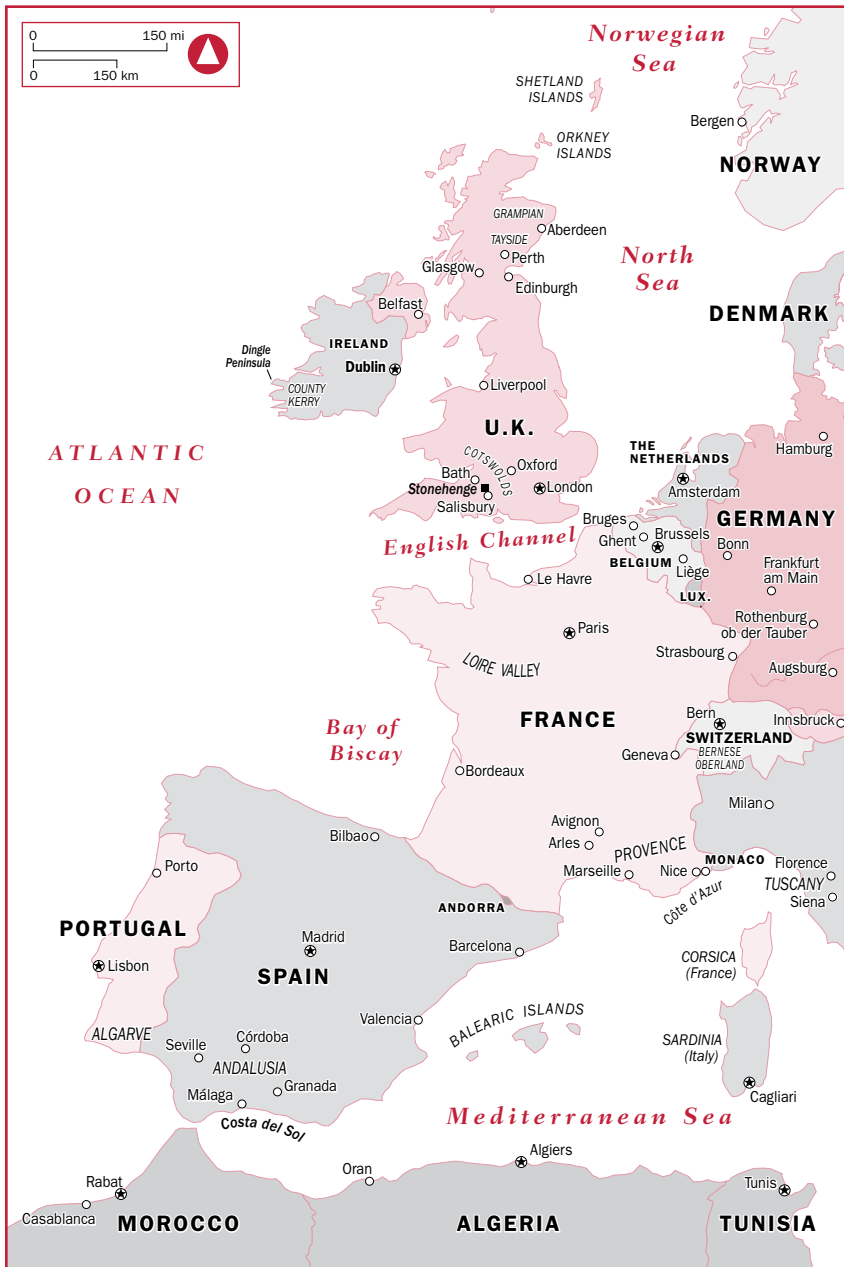 0 150 mi
0 150 km
Norwegian
Sea
SHETLAND
ISLANDS
Bergen
ORKNEY
ISLANDS
NORWAY
GRAMPIAN
Aberdeen
TAYSIDE
Perth
North
Sea
Glasgow
Edinburgh
Belfast
DENMARK
IRELAND
Dingle
Peninsula
Dublin
COUNTY
KERRY
Liverpool
U.K.
ATLANTIC
OCEAN
THE
NETHERLANDS
Hamburg
COTSWOLDS
Oxford
Bath
Stonehenge
London
Salisbury
Amsterdam
GERMANY
Bruges
English Channel
Ghent
Brussels
Bonn
BELGIUM
Liège
Frankfurt
am Main
Le Havre
LUX.
Rothenburg
ob der Tauber
Paris
Strasbourg
LOIRE VALLEY
Augsburg
Bay of
Biscay
FRANCE
Bern
Innsbruck
SWITZERLAND
BERNESE
OBERLAND
Geneva
Bordeaux
Milan
Bilbao
Avignon
Arles
PROVENCE
MONACO
Marseille
Nice
Florence
TUSCANY
Siena
Côte d'Azur
Porto
ANDORRA
PORTUGAL
Madrid
Barcelona
CORSICA
(France)
Lisbon
SPAIN
Valencia
BALEARIC ISLANDS
ALGARVE
Seville
Córdoba
ANDALUSIA
SARDINIA
(Italy)
Granada
Málaga
Cagliari
Costa del Sol
Mediterranean Sea
Algiers
Oran
Rabat
Tunis
Casablanca
MOROCCO
ALGERIA
TUNISIA